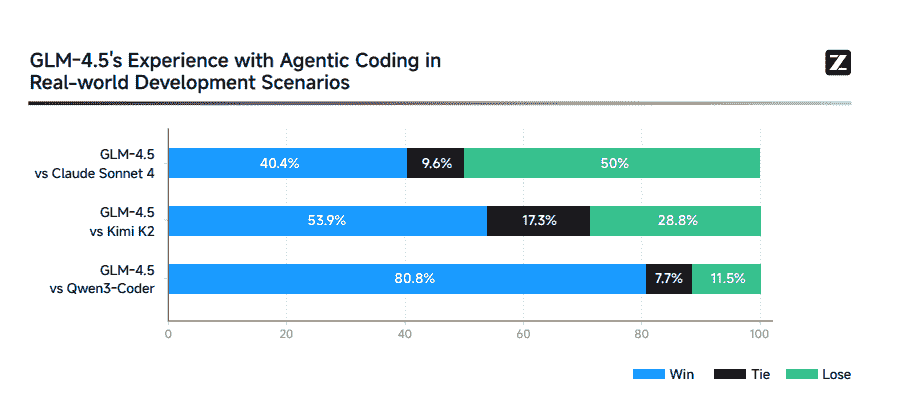 GLM-4.5's Experience with Agentic Coding in
Real-world Development Scenarios
Z
GLM-4.5
vs Claude Sonnet 4
40.4%
9.6%
50%
GLM-4.5
vs Kimi K2
53.9%
17.3%
28.8%
GLM-4.5
vs Qwen3-Coder
80.8%
7.7%
11.5%
0 20 40 60 80 100
Win Tie Lose